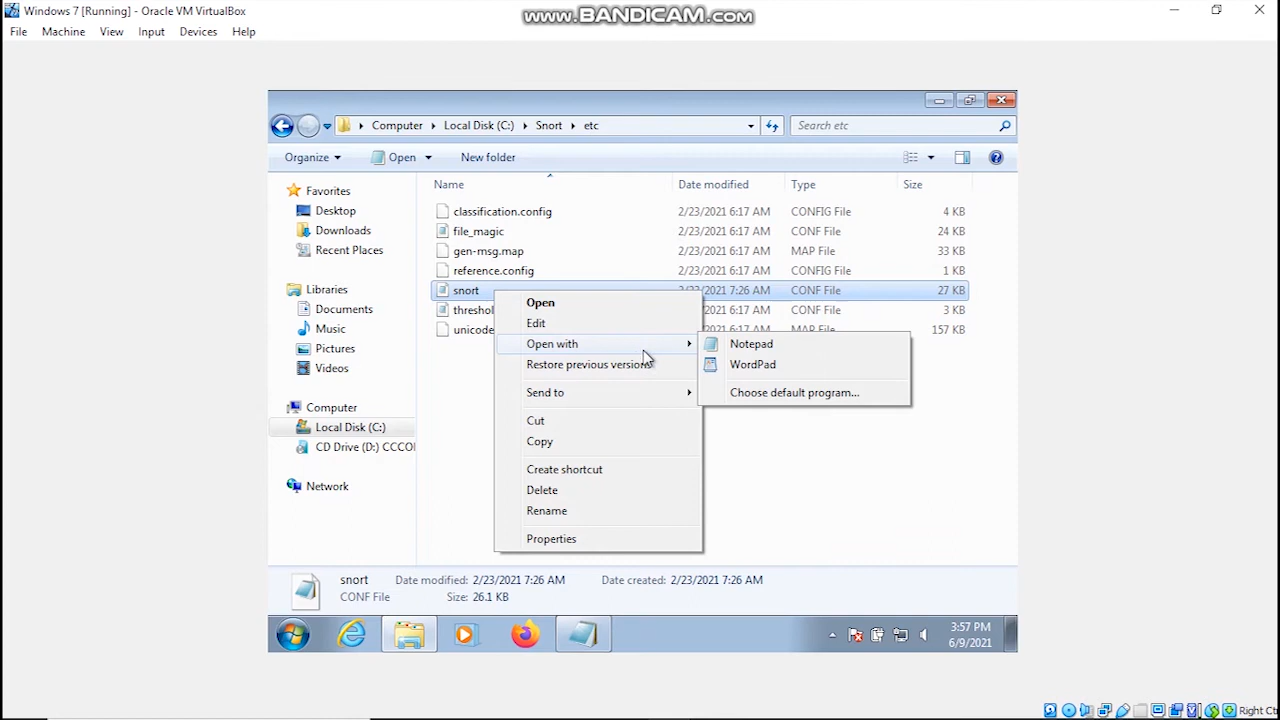 Windows 7 [Running] - Oracle VM VirtualBox
www.BANDICAM.com
File Machine View Input Devices Help
Computer Local Disk (C:) Snort etc
Search etc
Organize Open New folder
Name Date modified Type Size
Favorites
Desktop
Downloads
Recent Places
Libraries
Documents
Music
Pictures
Videos
Computer
Local Disk (C:)
CD Drive (D:) CCCO
Network
classification.config 2/23/2021 6:17 AM CONFIG File 4 KB
file_magic 2/23/2021 6:17 AM CONF File 24 KB
gen-msg.map 2/23/2021 6:17 AM MAP File 33 KB
reference.config 2/23/2021 6:17 AM CONFIG File 1 KB
snort 7:26 AM CONF File 27 KB
threshol 2/23/2021 6:17 AM CONF File 3 KB
unicode MAP File 157 KB
Open
Edit
Open with
Restore previous versions
Send to
Cut
Copy
Create shortcut
Delete
Rename
Properties
Notepad
WordPad
Choose default program...
snort Date modified: 2/23/2021 7:26 AM Date created: 2/23/2021 7:26 AM
CONF File Size: 26.1 KB
3:57 PM
6/9/2021
Right Ct